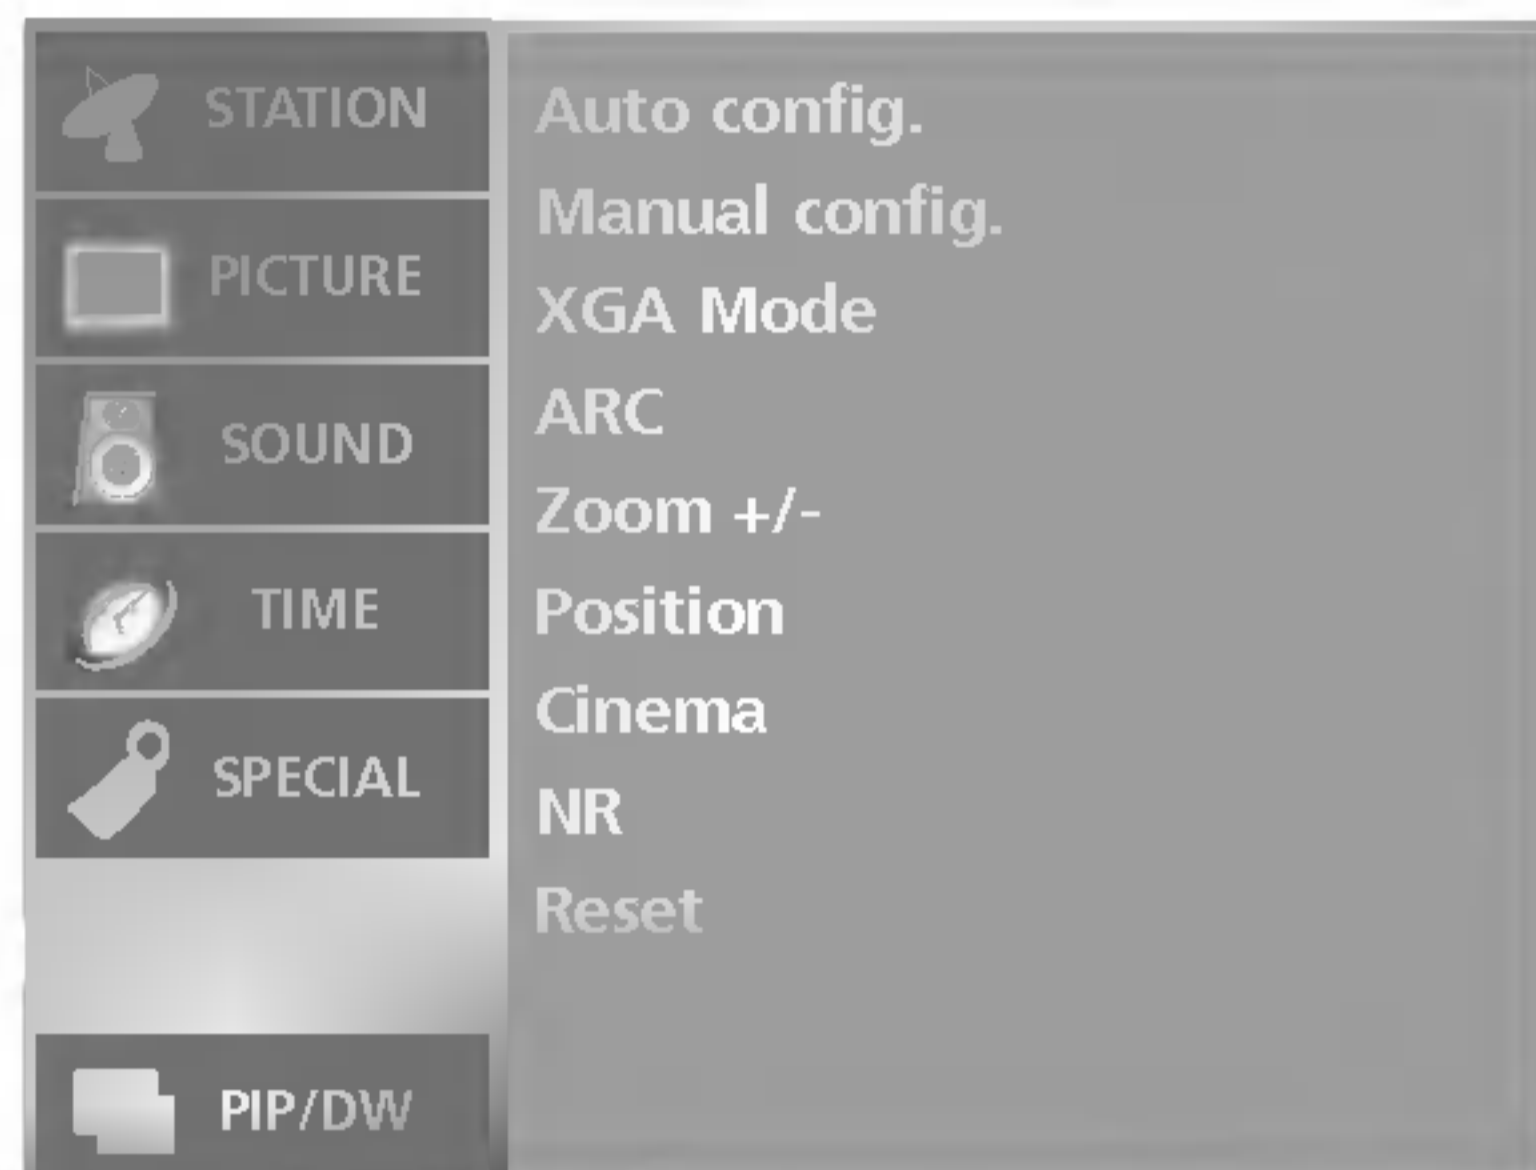 STATION
PICTURE
SOUND
TIME
SPECIAL
PIP/DW
Auto config.
Manual config.
XGA Mode
ARC
Zoom +/-
Position
Cinema
NR
Reset